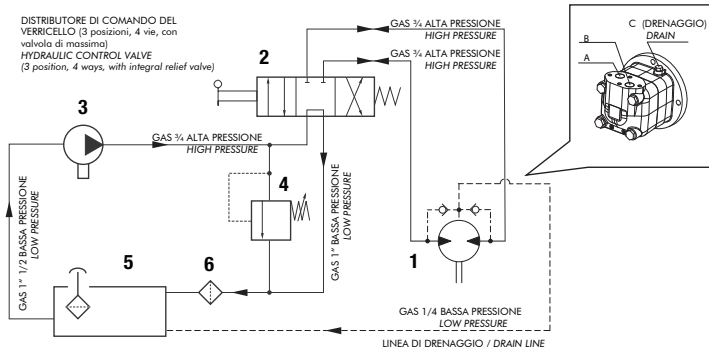 DISTRIBUTORE DI COMANDO DEL
VERRICELLO (3 posizioni, 4 vie, con
valvola di massima)
HYDRAULIC CONTROL VALVE
(3 position, 4 ways, with integral relief valve)
GAS ¾ ALTA PRESSIONE
HIGH PRESSURE
GAS ¾ ALTA PRESSIONE
HIGH PRESSURE
C (DRENAGGIO)
DRAIN
B
A
2
3
GAS ¾ ALTA PRESSIONE
HIGH PRESSURE
4
GAS 1" BASSA PRESSIONE
LOW PRESSURE
GAS 1" 1/2 BASSA PRESSIONE
LOW PRESSURE
1
5
6
GAS 1/4 BASSA PRESSIONE
LOW PRESSURE
LINEA DI DRENAGGIO / DRAIN LINE